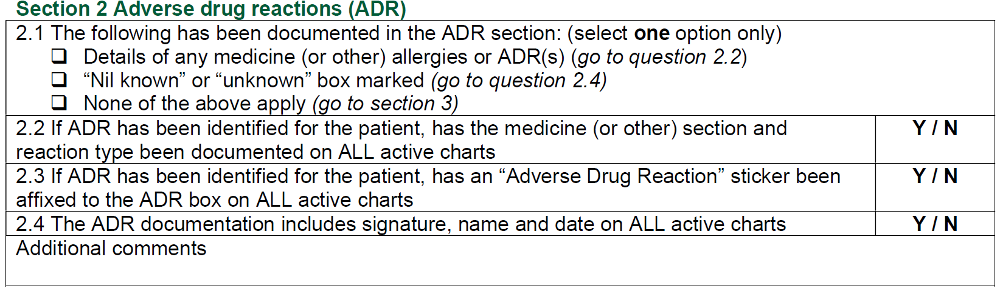 Section 2 Adverse drug reactions (ADR)
2.1 The following has been documented in the ADR section: (select one option only)
❑ Details of any medicine (or other) allergies or ADR(s) (go to question 2.2)
❑ “Nil known” or “unknown” box marked (go to question 2.4)
❑ None of the above apply (go to section 3)
2.2 If ADR has been identified for the patient, has the medicine (or other) section and
reaction type been documented on ALL active charts
Y / N
2.3 If ADR has been identified for the patient, has an “Adverse Drug Reaction” sticker been
affixed to the ADR box on ALL active charts
Y / N
2.4 The ADR documentation includes signature, name and date on ALL active charts
Y / N
Additional comments